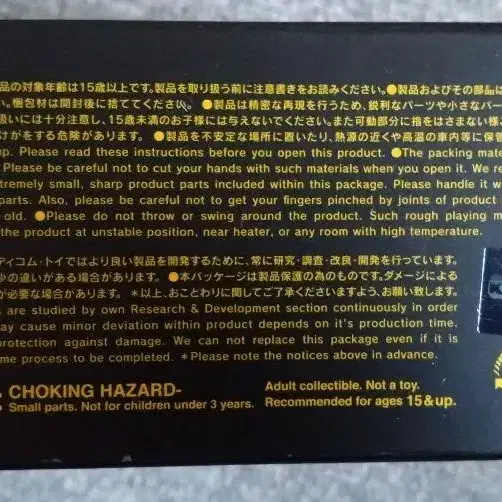 品の対象年齢は15歳以上です。製品を取り扱う前に注意書きをお読みください。●製品およびその部品は
い。梱包材は開封後に捨ててください。 ●製品は精密な再現を行うため、鋭利なパーツや小さなパー
扱いには十分注意し、15歳未満のお子様には与えないでください。また可動部分に指をはさまない様ご
けがをする危険があります。 ●製品を不安定な場所に置いたり、熱源の近くや高温の車内等に保管
up. Please read these instructions before you open this product. ●The packing mater
Please be careful not to cut your hands with such materials when you open it. We re
xtremely small, sharp product parts included within this package. Please handle it w
parts. Also, please be careful not to get your fingers pinched by joints of product
old. ●Please do not throw or swing around the product. Such rough playing m
the product at unstable position, near heater, or any room with high temperature.
ディコム・トイではより良い製品を開発するために、常に研究・調査・改良・開発を行っています。
少の違いがある場合があります。 ●本パッケージは製品保護の為のものです。ダメージによる
が必要な場合があります。 ＊以上、おことわりに関してご了承くださいますよう、お願い致します。
s are studied by own Research & Development section continuously in order
ay cause minor deviation within product depends on it's production time.
protection against damage. We can not replace this package even if it is
me process to be completed. ＊Please note the notices above in advance.
CHOKING HAZARD-
Small parts. Not for children under 3 years.
Adult collectible. Not a toy.
Recommended for ages 15&up.